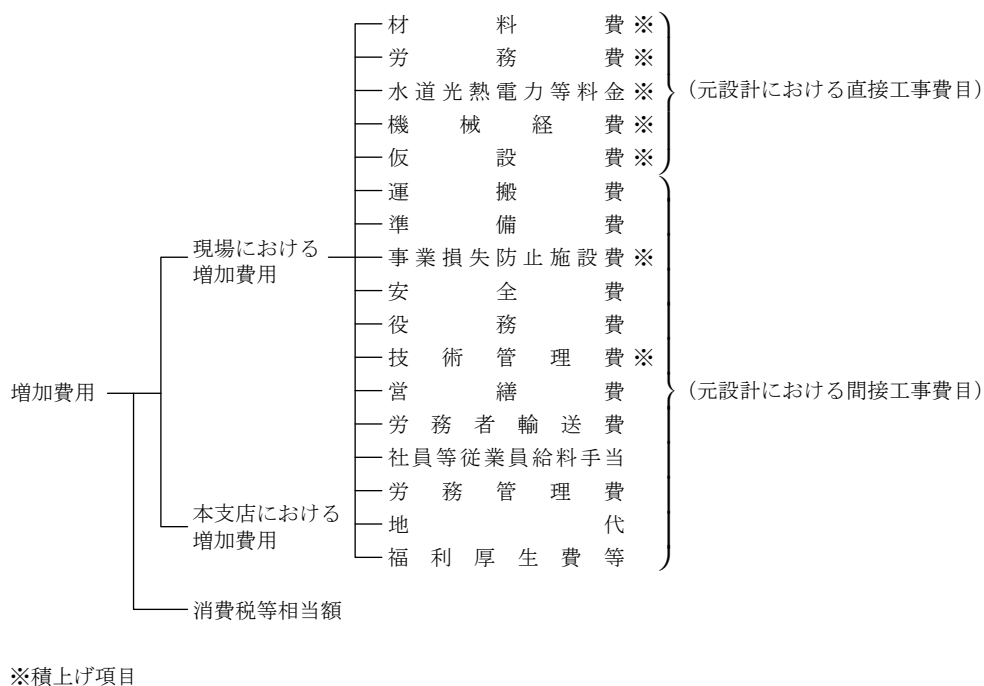 材料費※
労務費※
水道光熱電力等料金※
（元設計における直接工事費目）
機械経費※
仮設費※
運搬費
準備費
現場における
増加費用
事業損失防止施設費※
安全費
役務費
技術管理費※
増加費用
営繕費
（元設計における間接工事費目）
労務者輸送費
社員等従業員給料手当
労務管理費
本支店における
増加費用
地代
福利厚生費等
消費税等相当額
※積上げ項目